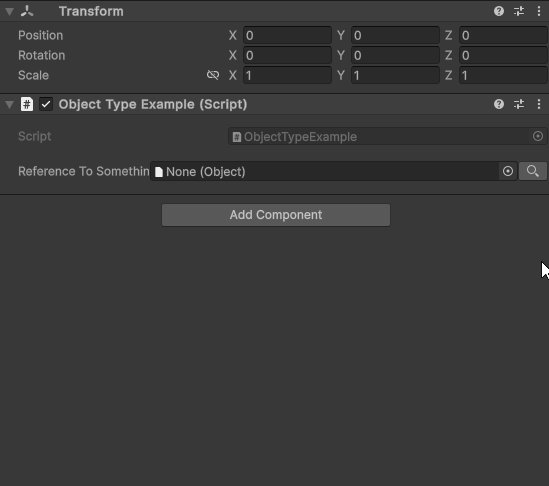 Transform
Position X 0 Y 0 Z 0
Rotation X 0 Y 0 Z 0
Scale X 1 Y 1 Z 1
# Object Type Example (Script)
Script # ObjectTypeExample
Reference To Somethin None (Object)
Add Component